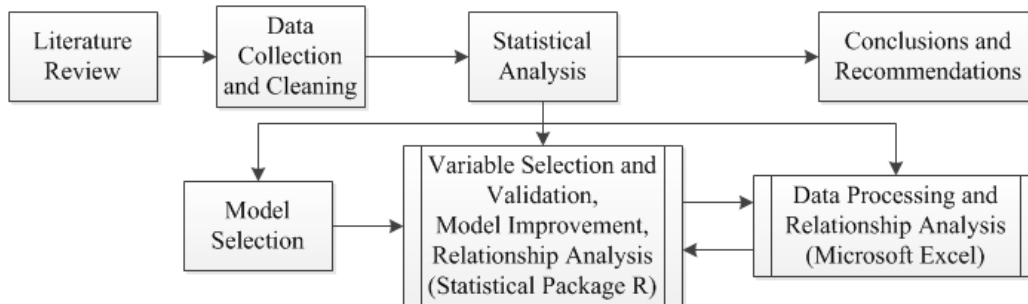 Literature
Review
Data
Collection
and Cleaning
Statistical
Analysis
Conclusions and
Recommendations
Model
Selection
Variable Selection and
Validation,
Model Improvement,
Relationship Analysis
(Statistical Package R)
Data Processing and
Relationship Analysis
(Microsoft Excel)